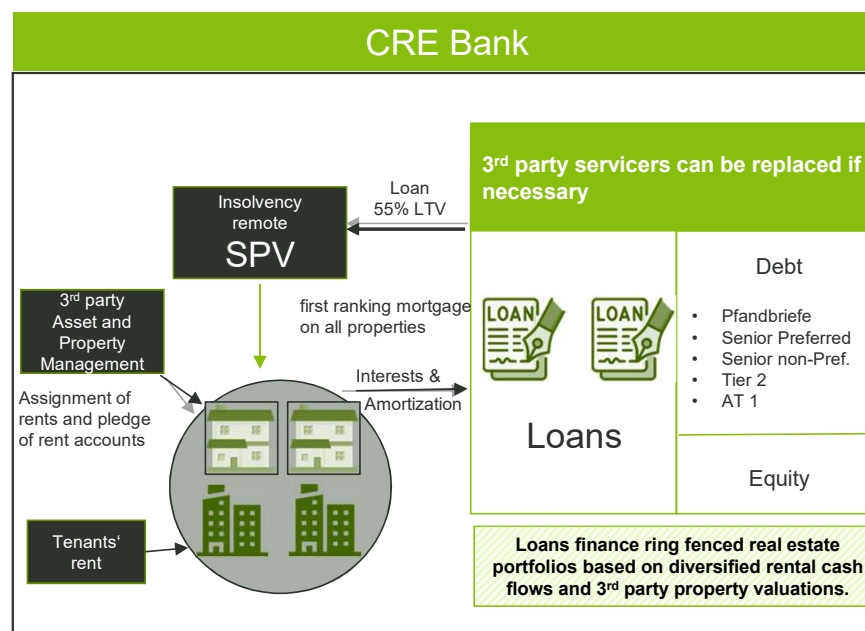 CRE Bank
3rd party servicers can be replaced if
necessary
Loan
55% LTV
Insolvency
remote
SPV
3rd party
Asset and
Property
Management
first ranking mortgage
on all properties
Interests &
Amortization
Assignment of
rents and pledge
of rent accounts
Tenants‘
rent
LOAN
LOAN
Loans
Debt
• Pfandbriefe
• Senior Preferred
• Senior non-Pref.
• Tier 2
• AT 1
Equity
Loans finance ring fenced real estate
portfolios based on diversified rental cash
flows and 3rd party property valuations.